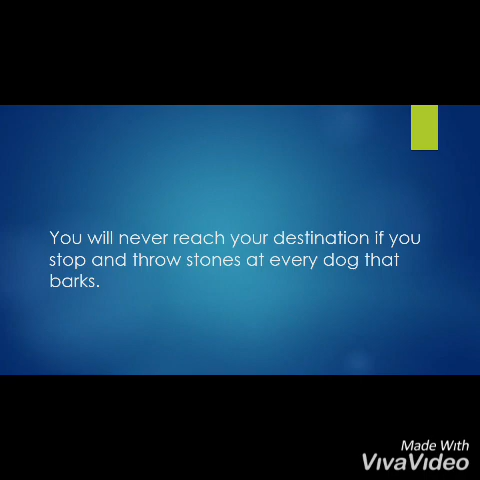 You will never reach your destination if you
stop and throw stones at every dog that
barks.
Made With
VivaVideo